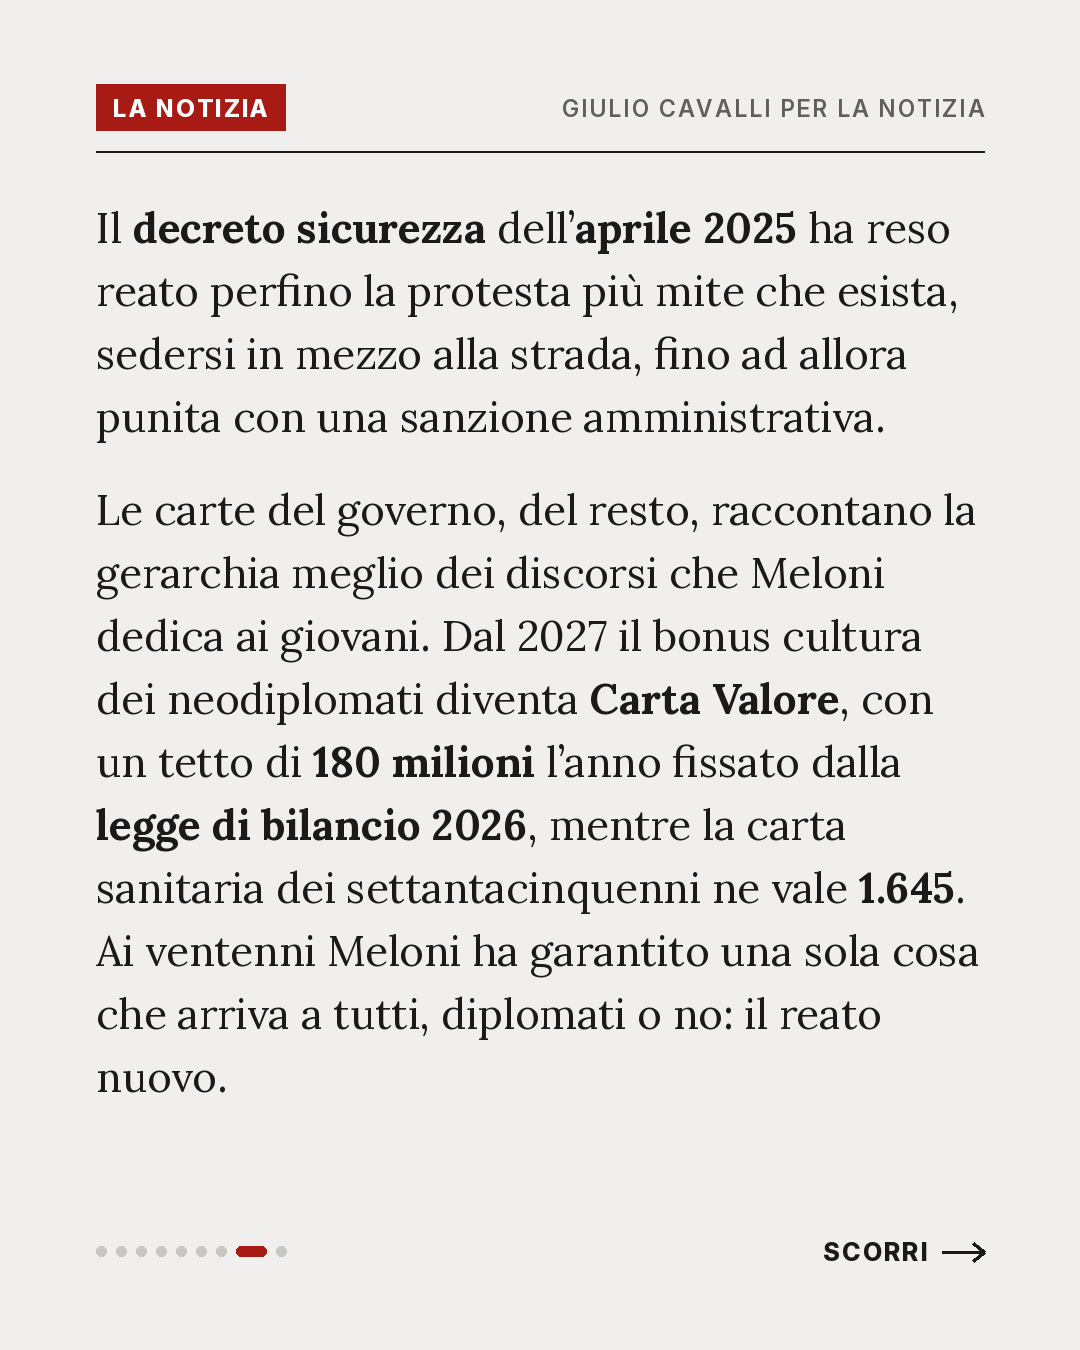 LA NOTIZIA
GIULIO CAVALLI PER LA NOTIZIA
Il decreto sicurezza dell’aprile 2025 ha reso
reato perfino la protesta più mite che esista,
sedersi in mezzo alla strada, fino ad allora
punita con una sanzione amministrativa.
Le carte del governo, del resto, raccontano la
gerarchia meglio dei discorsi che Meloni
dedica ai giovani. Dal 2027 il bonus cultura
dei neodiplomati diventa Carta Valore, con
un tetto di 180 milioni l’anno fissato dalla
legge di bilancio 2026, mentre la carta
sanitaria dei settantacinquenni ne vale 1.645.
Ai ventenni Meloni ha garantito una sola cosa
che arriva a tutti, diplomati o no: il reato
nuovo.
SCORRI